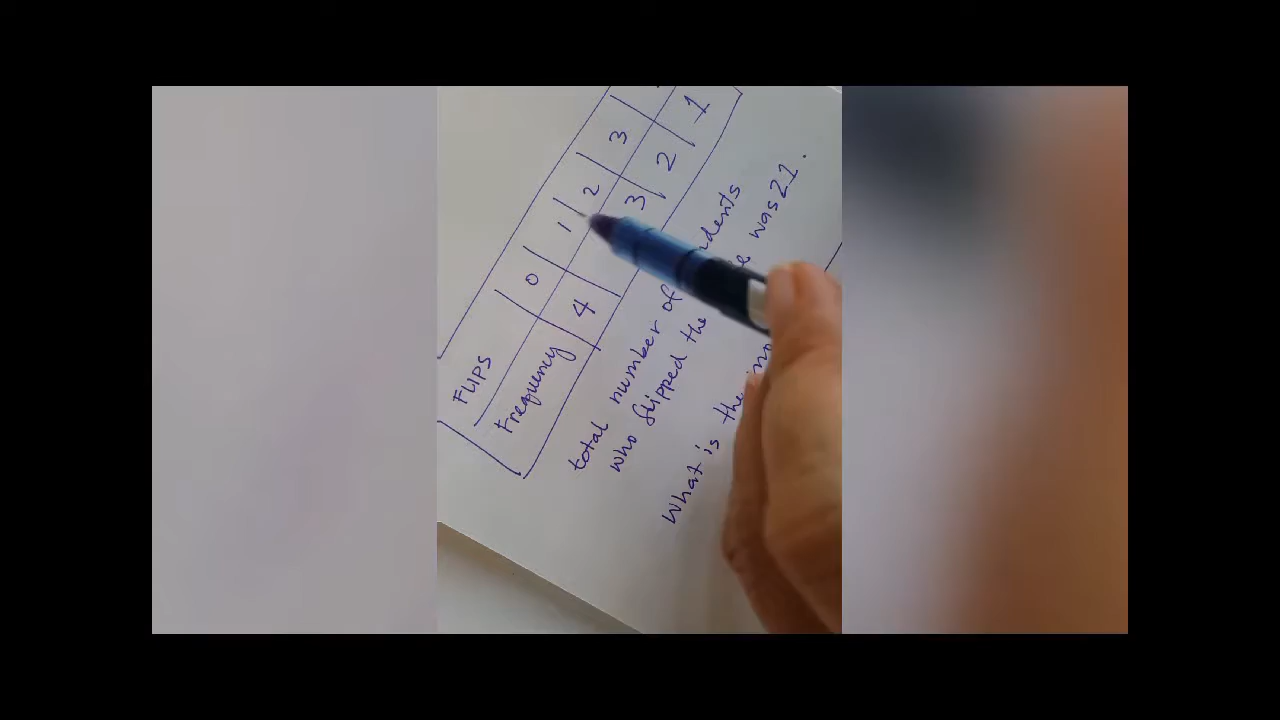 FLIPS 0 1 2 3
Frequency 4 3 2 1
total number of
who flipped the was 21.
What is the